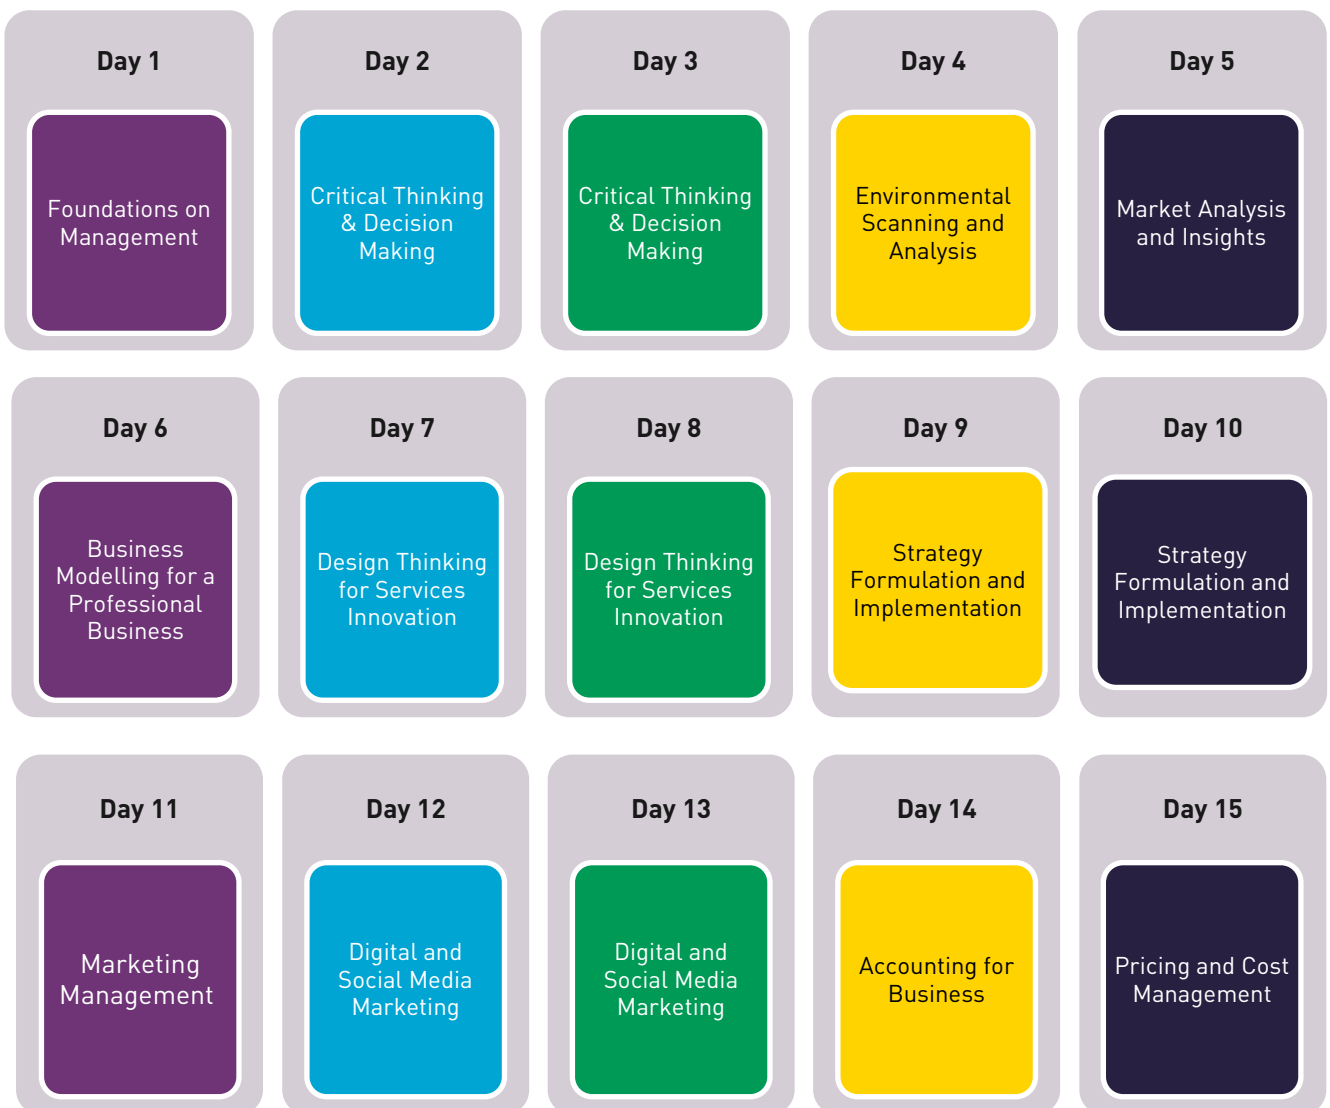 Day 1
Foundations on
Management
Day 2
Critical Thinking
& Decision
Making
Day 3
Critical Thinking
& Decision
Making
Day 4
Environmental
Scanning and
Analysis
Day 5
Market Analysis
and Insights
Day 6
Business
Modelling for a
Professional
Business
Day 7
Design Thinking
for Services
Innovation
Day 8
Design Thinking
for Services
Innovation
Day 9
Strategy
Formulation and
Implementation
Day 10
Strategy
Formulation and
Implementation
Day 11
Marketing
Management
Day 12
Digital and
Social Media
Marketing
Day 13
Digital and
Social Media
Marketing
Day 14
Accounting for
Business
Day 15
Pricing and Cost
Management